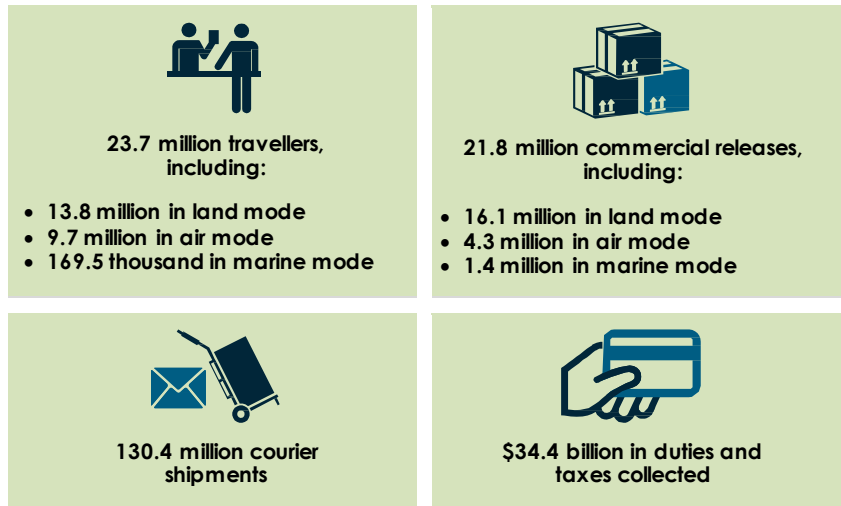 23.7 million travellers,
including:
• 13.8 million in land mode
• 9.7 million in air mode
• 169.5 thousand in marine mode
21.8 million commercial releases,
including:
• 16.1 million in land mode
• 4.3 million in air mode
• 1.4 million in marine mode
130.4 million courier
shipments
$34.4 billion in duties and
taxes collected